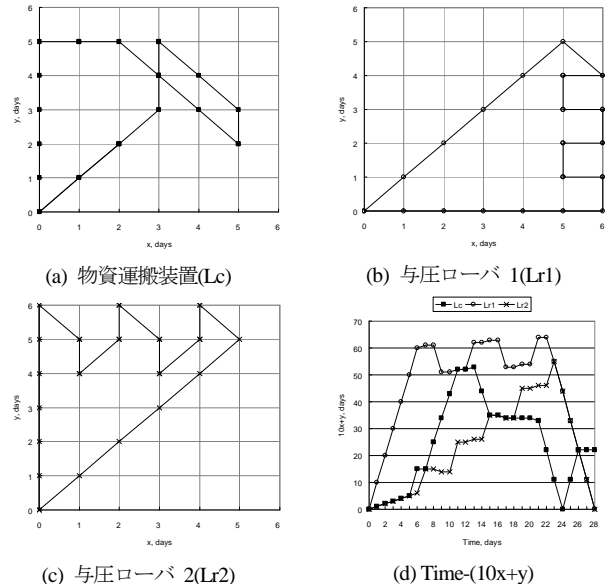 6
5
4
3
2
1
0
y, days
0 1 2 3 4 5 6
x, days
(a) 物資運搬装置(Lc)
6
5
4
3
2
1
0
y, days
0 1 2 3 4 5 6
x, days
(b) 与圧ローバ 1(Lr1)
6
5
4
3
2
1
0
y, days
0 1 2 3 4 5 6
x, days
(c) 与圧ローバ 2(Lr2)
Lc Lr1 Lr2
70
60
50
40
30
20
10
0
10x+y, days
0 2 4 6 8 10 12 14 16 18 20 22 24 26 28
Time, days
(d) Time-(10x+y)